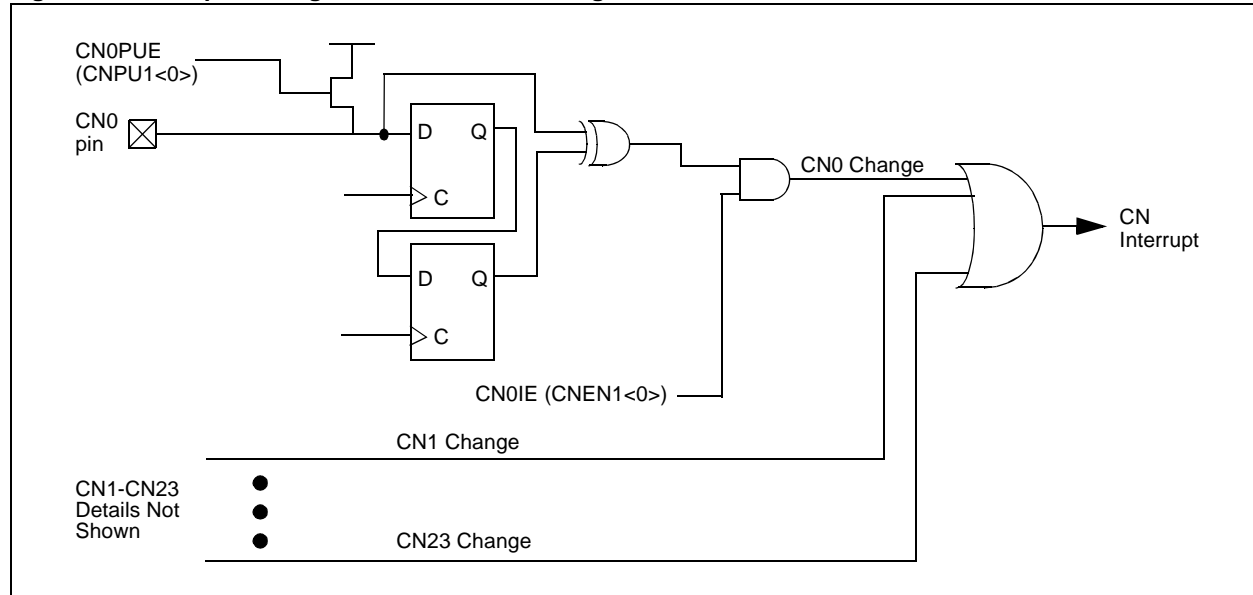 CN0PUE
(CNPU1<0>)
CN0
pin
D Q
C
D Q
C
CN0 Change
CN
Interrupt
CN0IE (CNEN1<0>)
CN1 Change
CN1-CN23
Details Not
Shown
CN23 Change